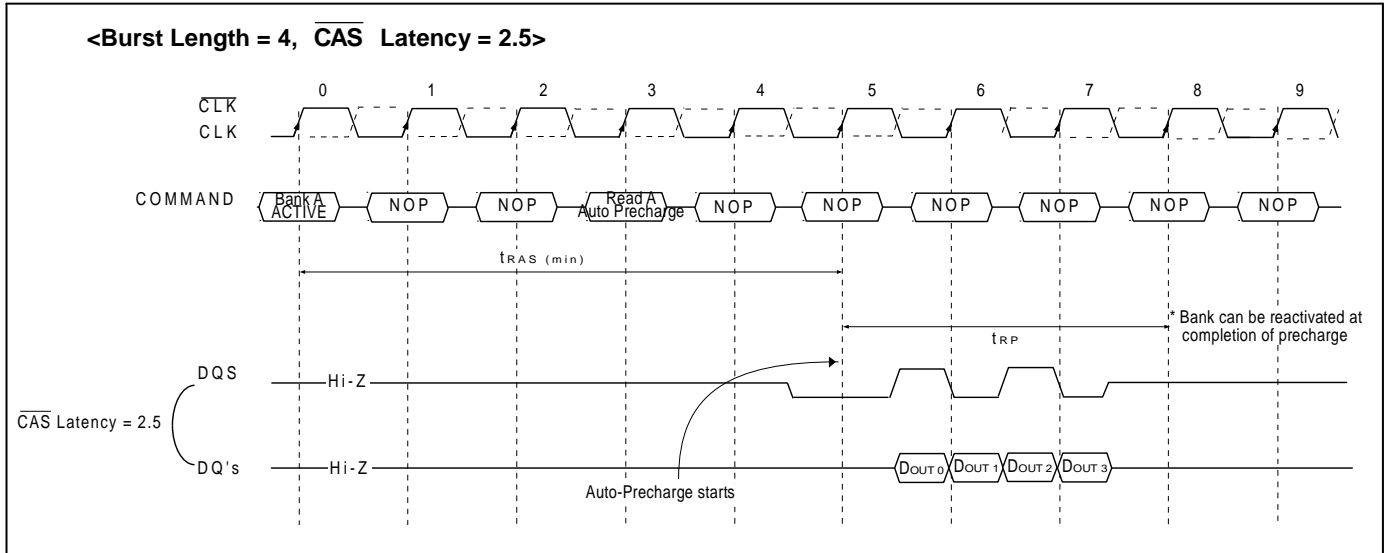 <Burst Length = 4, CAS Latency = 2.5>
0 1 2 3 4 5 6 7 8 9
CLK
CLK
COMMAND
Bank A
ACTIVE
NOP
NOP
Read A
Auto Precharge
NOP
NOP
NOP
NOP
NOP
NOP
tRAS (min)
* Bank can be reactivated at
completion of precharge
tRP
DQS
Hi-Z
CAS Latency = 2.5
DQ's
Hi-Z
DOUT 0 DOUT 1 DOUT 2 DOUT 3
Auto-Precharge starts